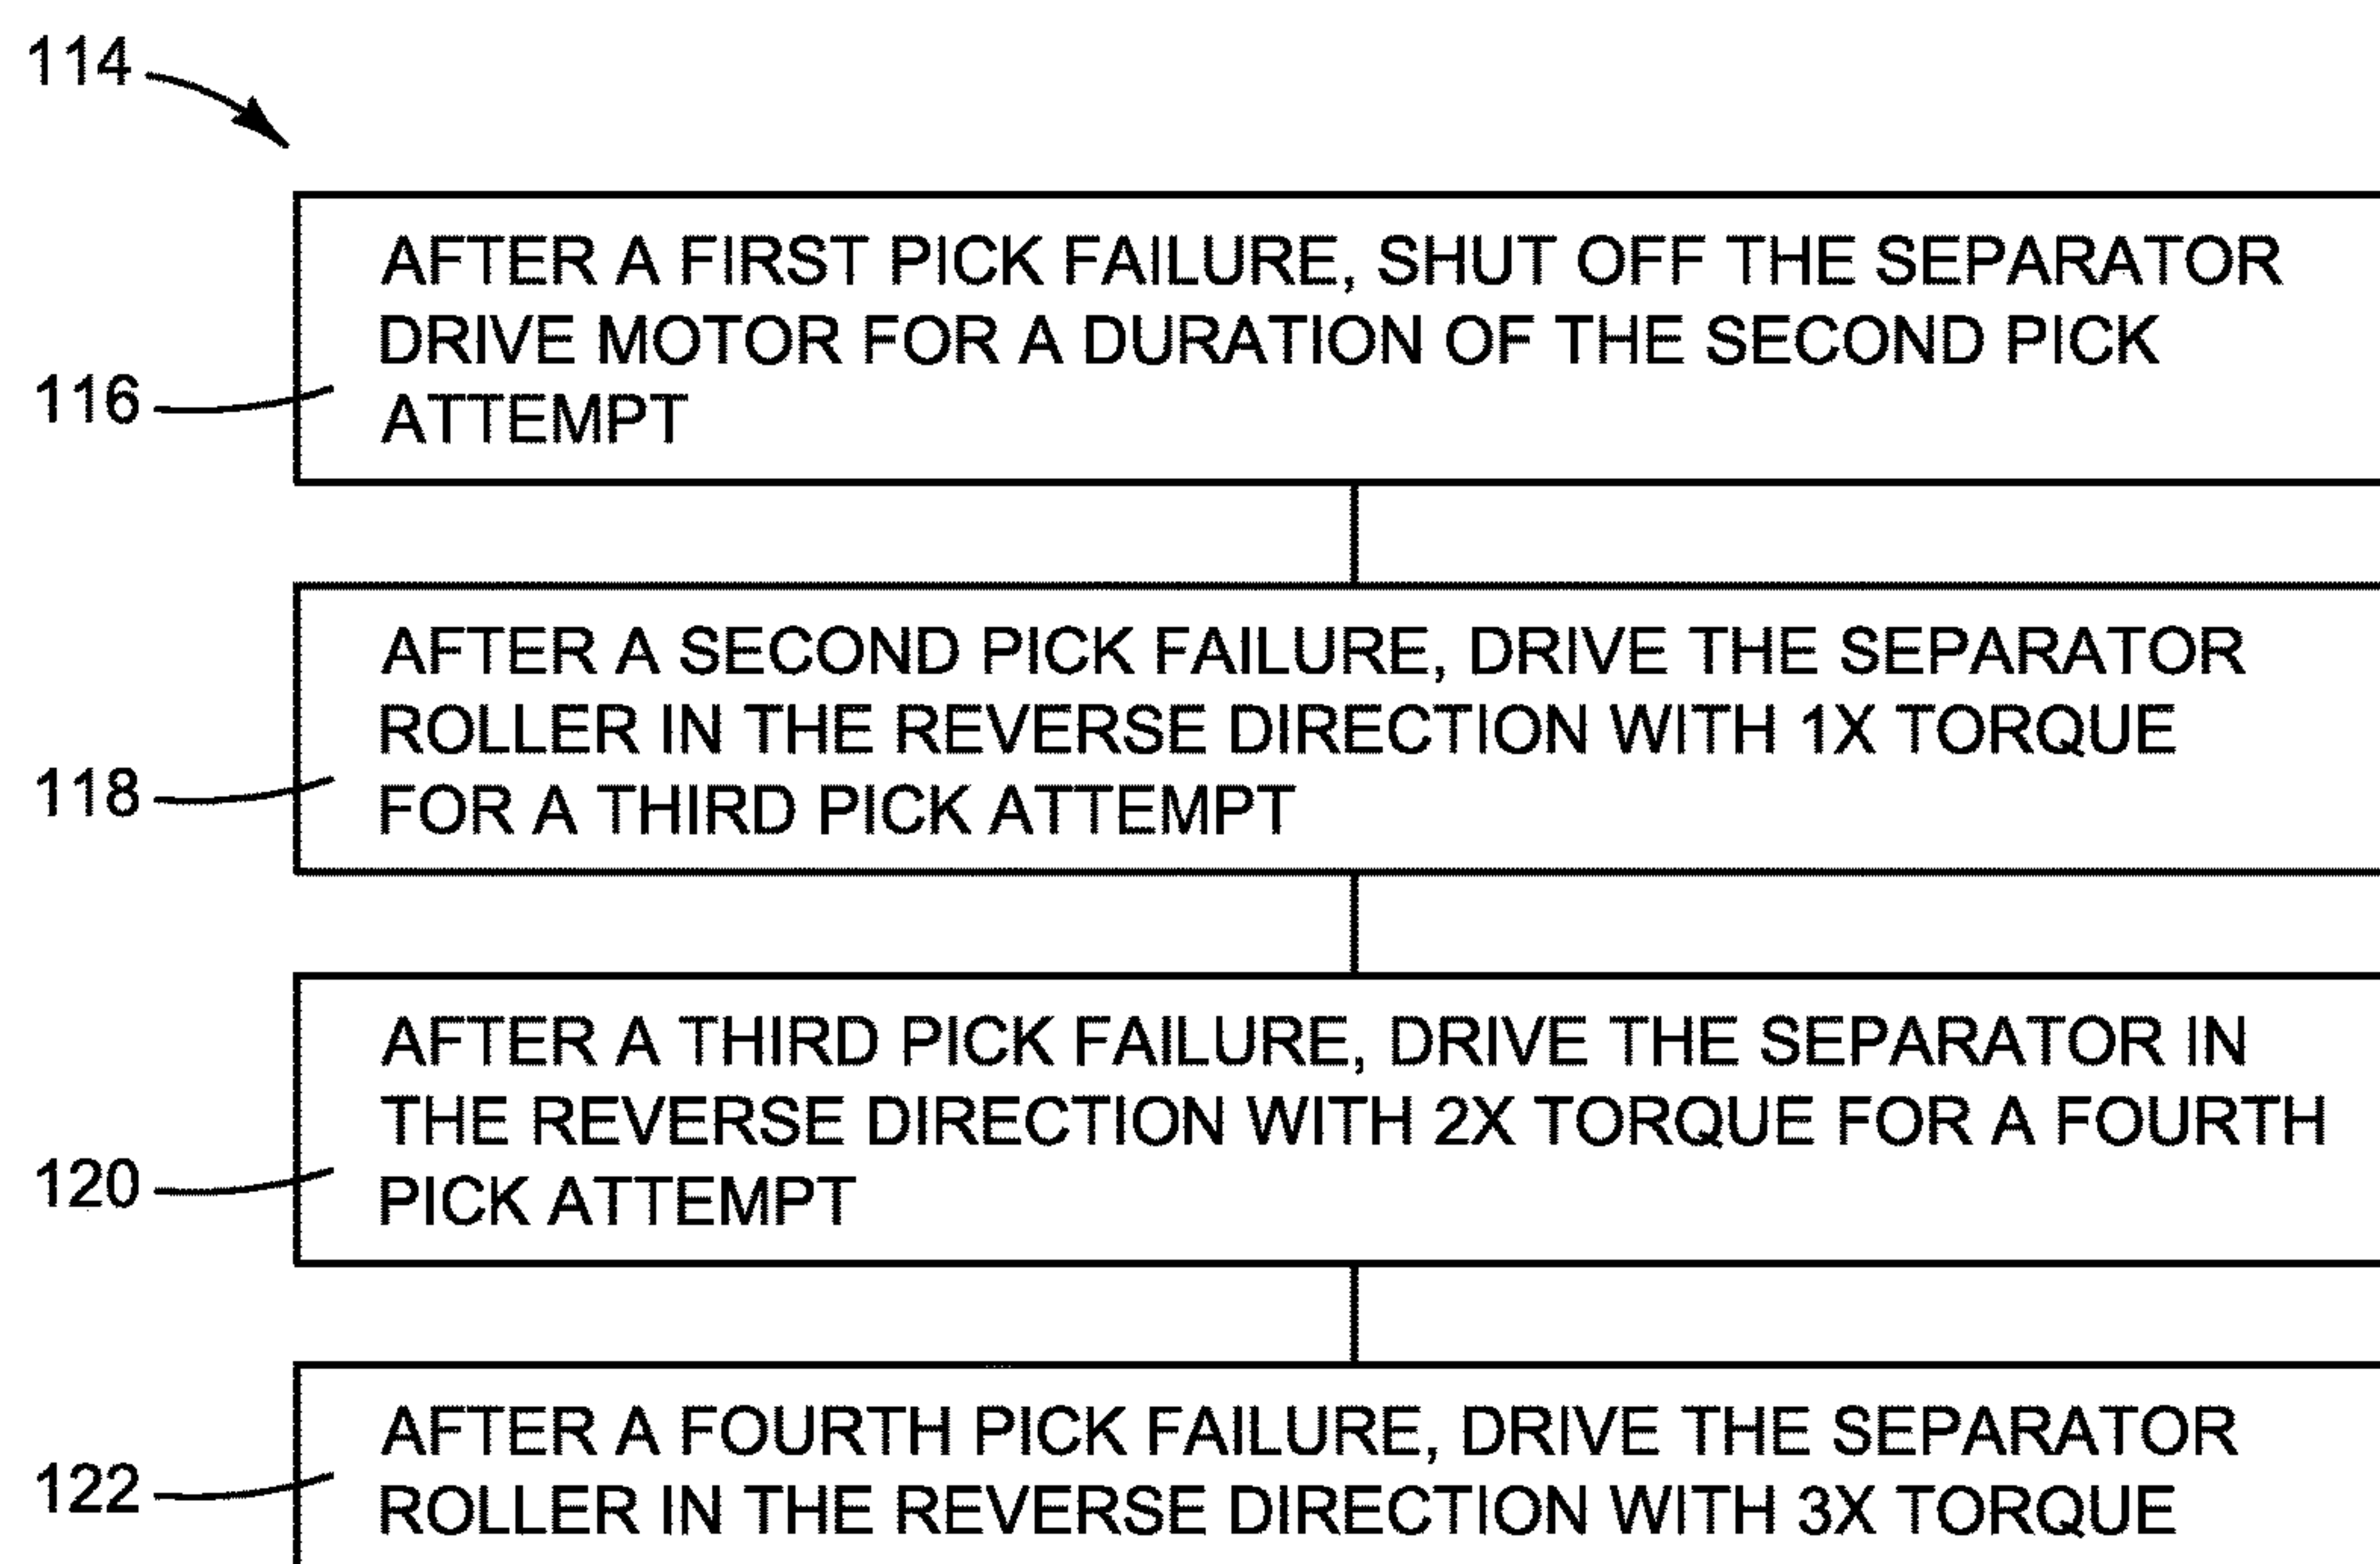 114
AFTER A FIRST PICK FAILURE, SHUT OFF THE SEPARATOR
DRIVE MOTOR FOR A DURATION OF THE SECOND PICK
ATTEMPT
116
AFTER A SECOND PICK FAILURE, DRIVE THE SEPARATOR
ROLLER IN THE REVERSE DIRECTION WITH 1X TORQUE
FOR A THIRD PICK ATTEMPT
118
AFTER A THIRD PICK FAILURE, DRIVE THE SEPARATOR IN
THE REVERSE DIRECTION WITH 2X TORQUE FOR A FOURTH
PICK ATTEMPT
120
AFTER A FOURTH PICK FAILURE, DRIVE THE SEPARATOR
ROLLER IN THE REVERSE DIRECTION WITH 3X TORQUE
122